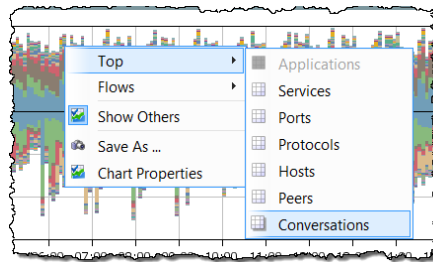 Top
Flows
Show Others
Save As ...
Chart Properties
Applications
Services
Ports
Protocols
Hosts
Peers
Conversations